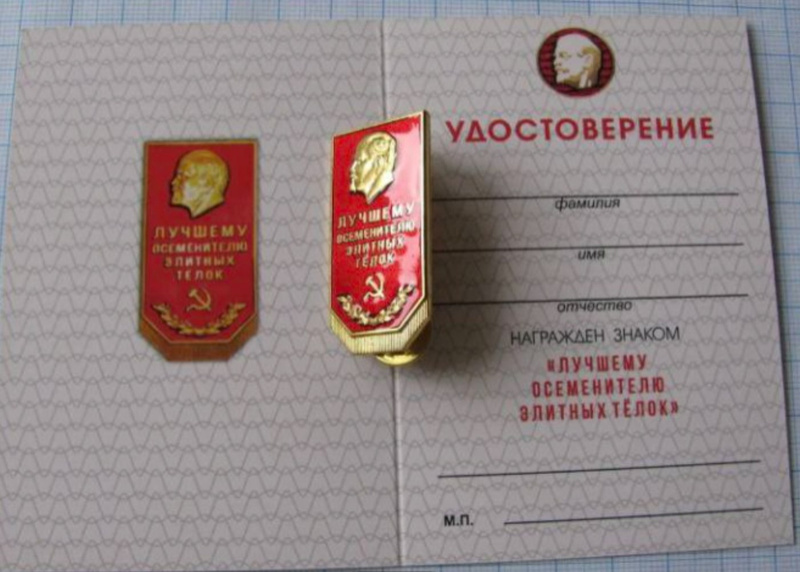 ЛУЧШЕМУ
ОСЕМЕНИТЕЛЮ
ЭЛИТНЫХ
ТЁЛОК
ЛУЧШЕМУ
ОСЕМЕНИТЕЛЮ
ЭЛИТНЫХ
ТЁЛОК
УДОСТОВЕРЕНИЕ
фамилия
имя
отчество
НАГРАЖДЕН ЗНАКОМ
«ЛУЧШЕМУ
ОСЕМЕНИТЕЛЮ
ЭЛИТНЫХ ТЁЛОК»
М.П.